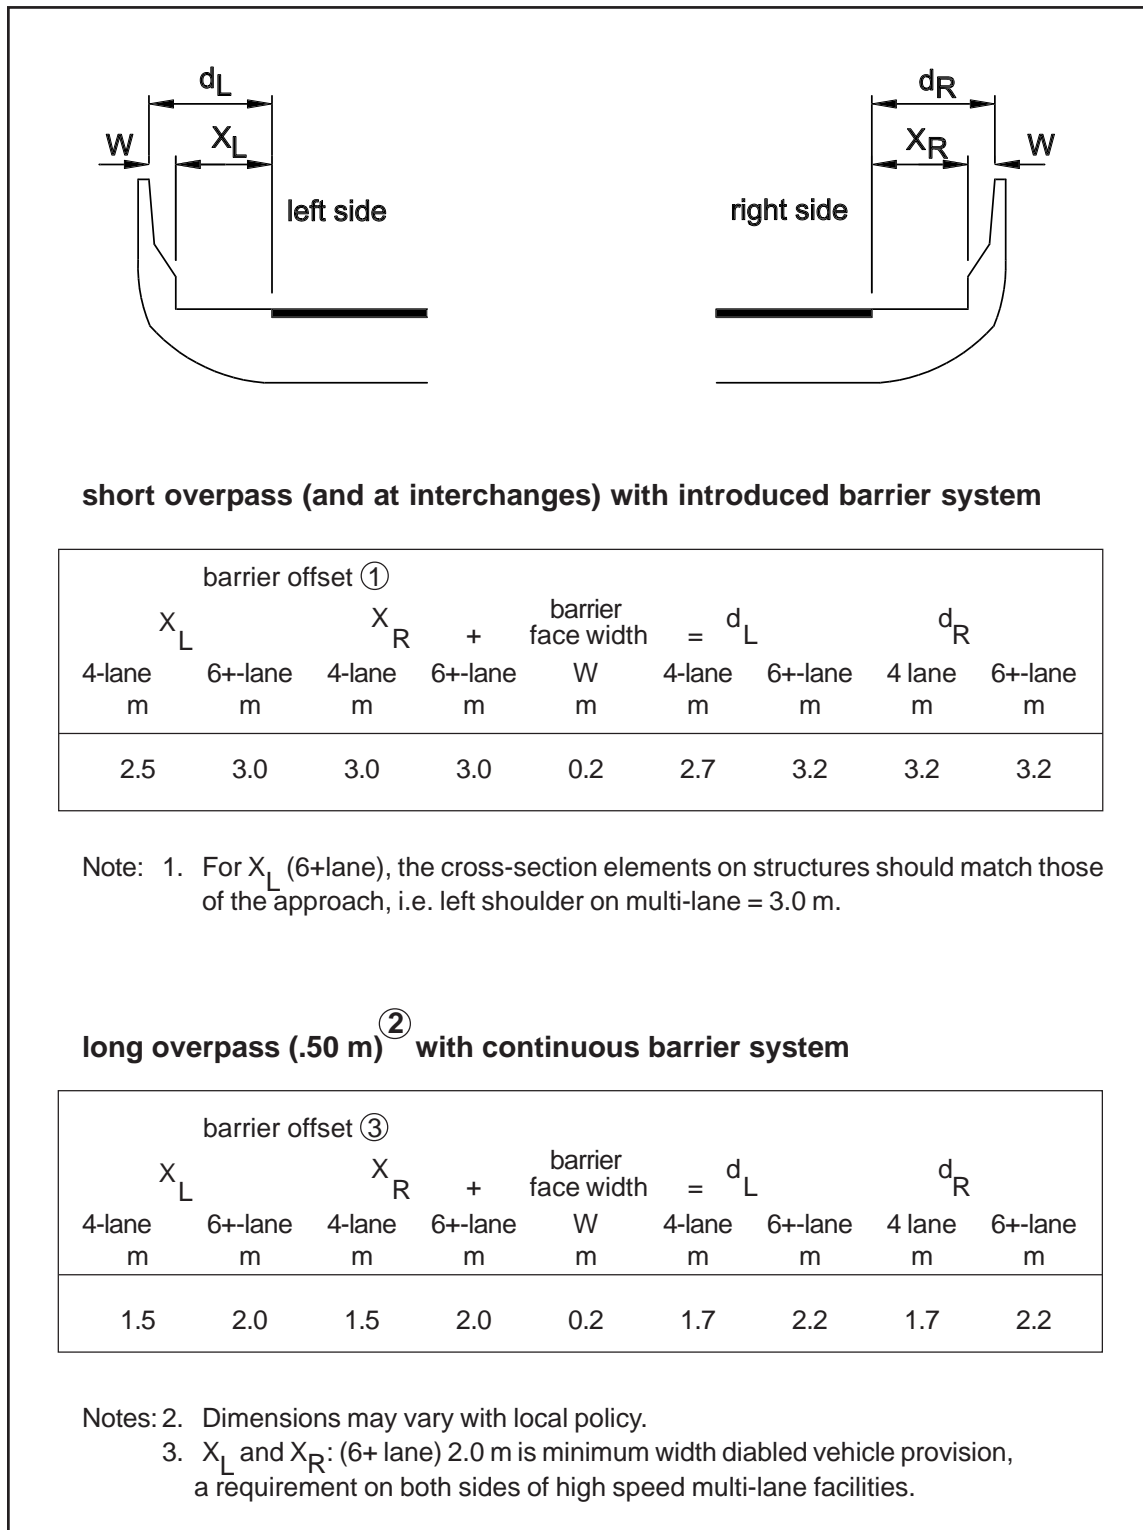 dL dR
W XL XR W
left side right side
short overpass (and at interchanges) with introduced barrier system
barrier offset ①
XL XR + barrier face width = dL dR
4-lane 6+-lane 4-lane 6+-lane W 4-lane 6+-lane 4 lane 6+-lane
m m m m m m m m m
2.5 3.0 3.0 3.0 0.2 2.7 3.2 3.2 3.2
Note: 1. For XL (6+lane), the cross-section elements on structures should match those
of the approach, i.e. left shoulder on multi-lane = 3.0 m.
long overpass (.50 m)② with continuous barrier system
barrier offset ③
XL XR + barrier face width = dL dR
4-lane 6+-lane 4-lane 6+-lane W 4-lane 6+-lane 4 lane 6+-lane
m m m m m m m m m
1.5 2.0 1.5 2.0 0.2 1.7 2.2 1.7 2.2
Notes: 2. Dimensions may vary with local policy.
3. XL and XR: (6+ lane) 2.0 m is minimum width diabled vehicle provision,
a requirement on both sides of high speed multi-lane facilities.